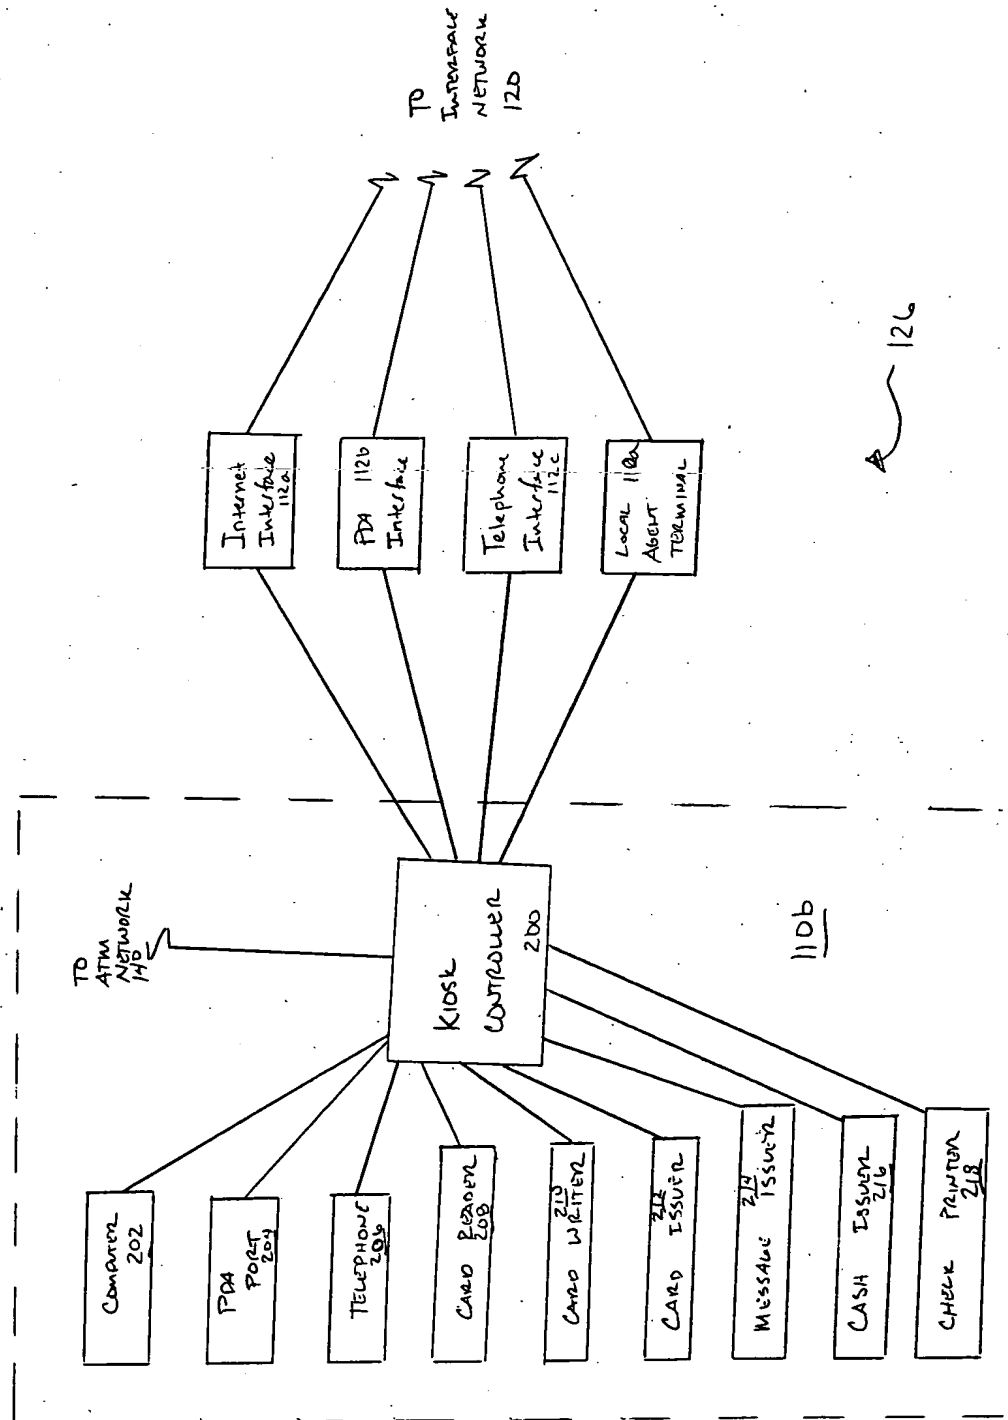 TO
INTERFACE
NETWORK
120
Internet
Interface
112a
PDA 112b
Interface
Telephone
Interface
112c
LOCAL
AGENT
TERMINAL
126
TO
ATM
NETWORK
140
KIOSK
CONTROLLER
200
110b
COMPUTER
202
PDA
PORT
204
TELEPHONE
206
CARD READER
208
210
CARD WRITER
212
CARD ISSUER
214
MESSAGE ISSUER
CASH ISSUER
216
CHECK PRINTER
218